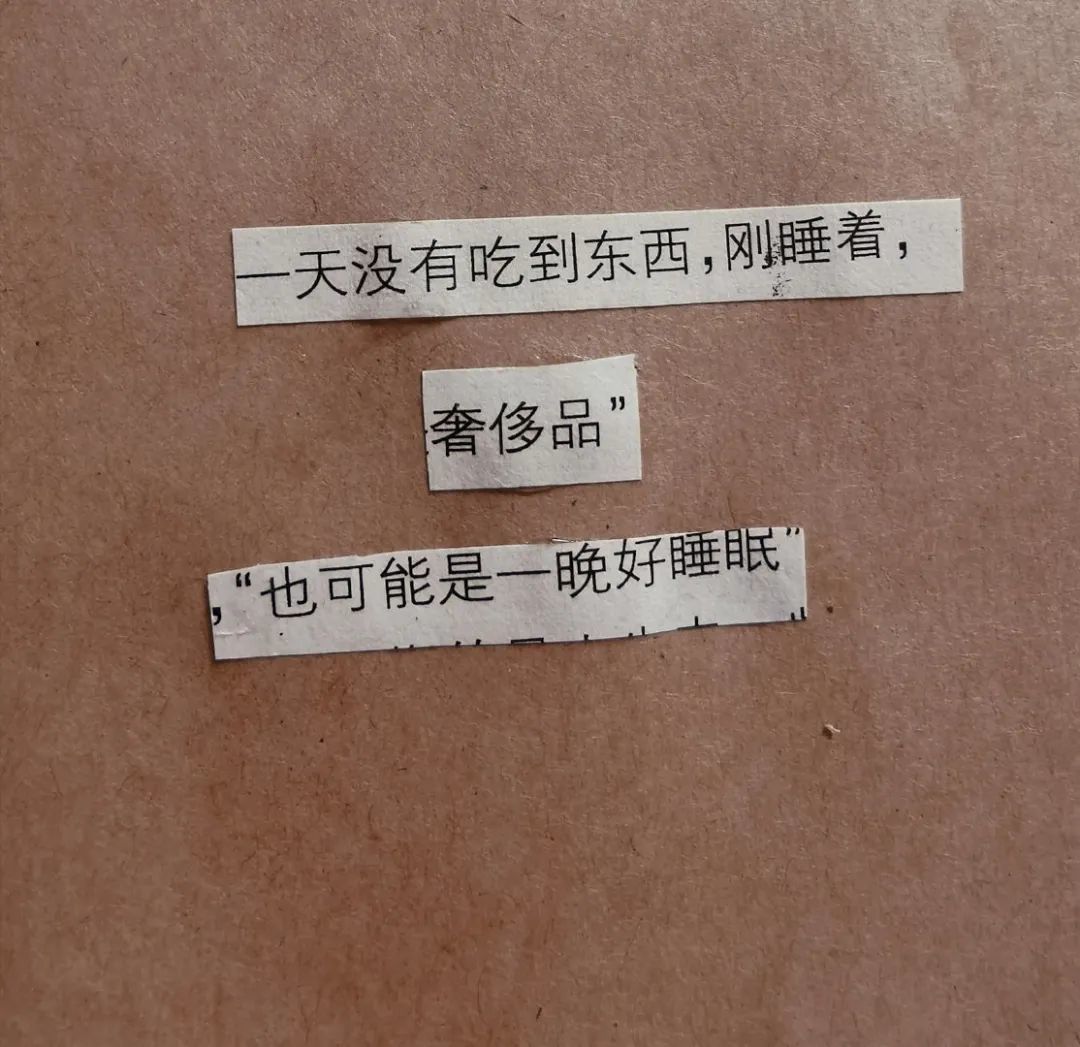 一天没有吃到东西，刚睡着，
奢侈品”
，“也可能是一晚好睡眠”